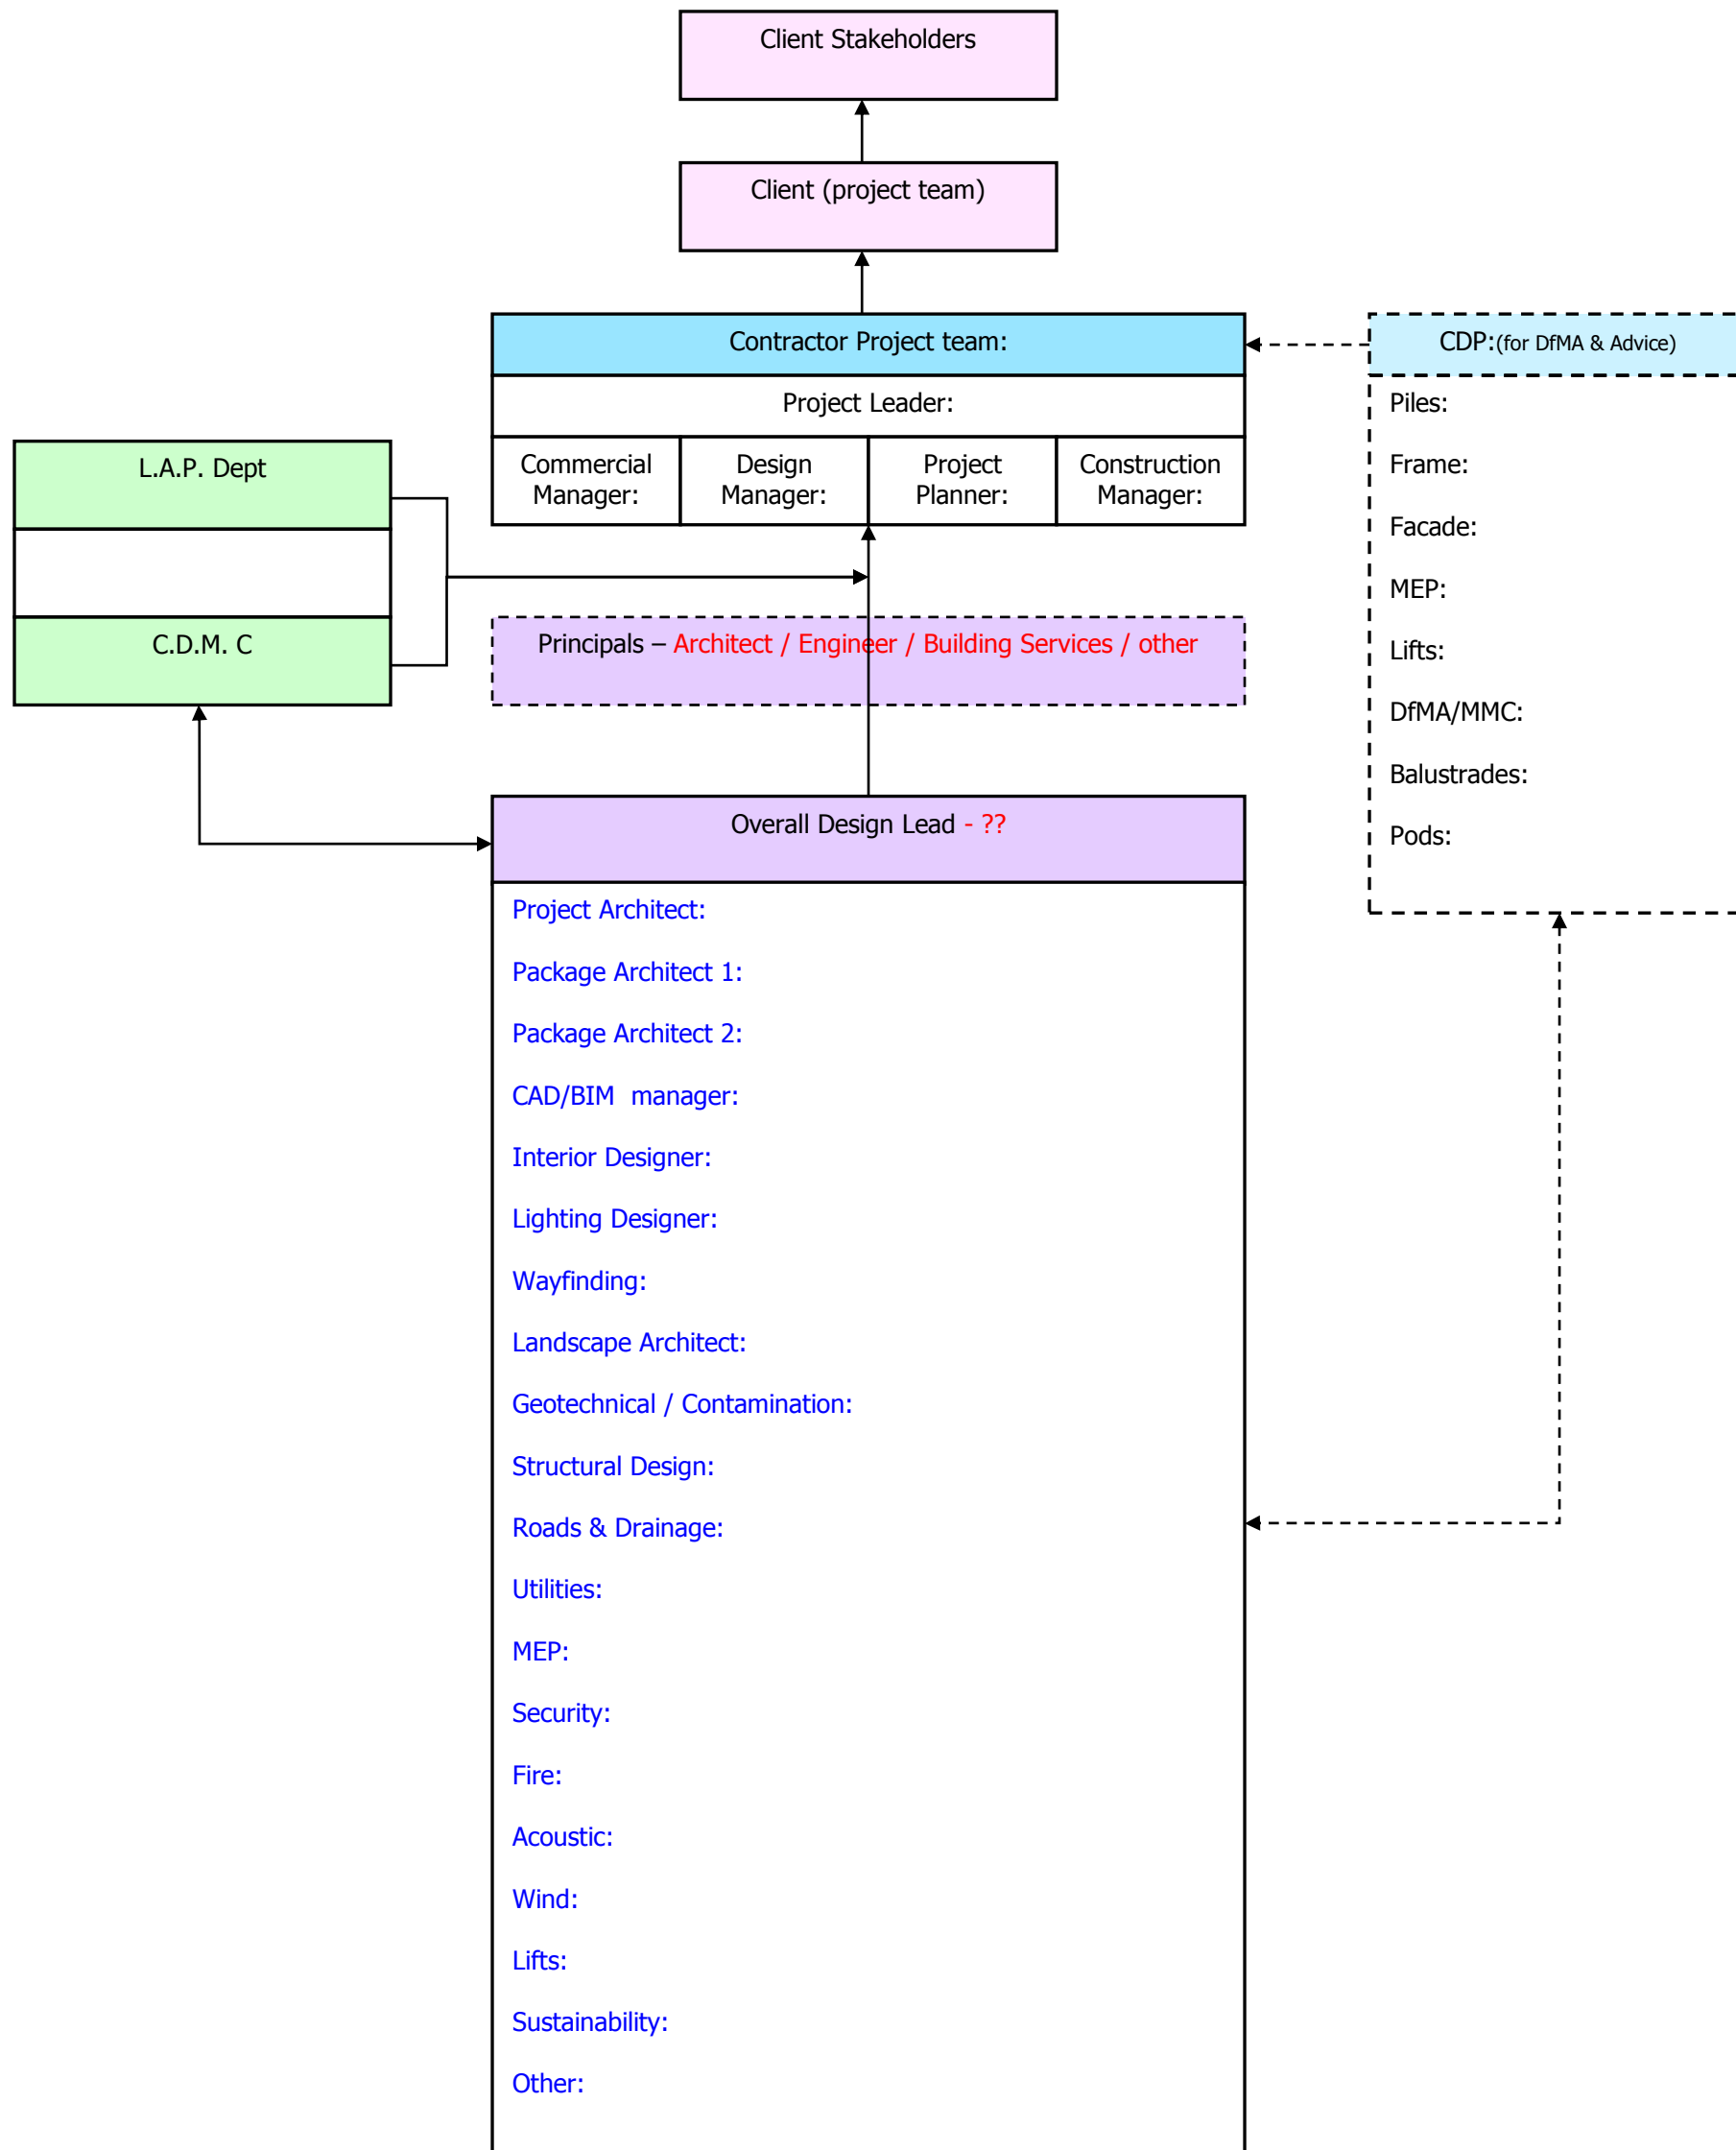 Client Stakeholders
Client (project team)
Contractor Project team:
Project Leader:
Commercial
Manager:
Design
Manager:
Project
Planner:
Construction
Manager:
CDP:(for DfMA & Advice)
Piles:
Frame:
Facade:
MEP:
Lifts:
DfMA/MMC:
Balustrades:
Pods:
L.A.P. Dept
C.D.M. C
Principals – Architect / Engineer / Building Services / other
Overall Design Lead - ??
Project Architect:
Package Architect 1:
Package Architect 2:
CAD/BIM  manager:
Interior Designer:
Lighting Designer:
Wayfinding:
Landscape Architect:
Geotechnical / Contamination:
Structural Design:
Roads & Drainage:
Utilities:
MEP:
Security:
Fire:
Acoustic:
Wind:
Lifts:
Sustainability:
Other: